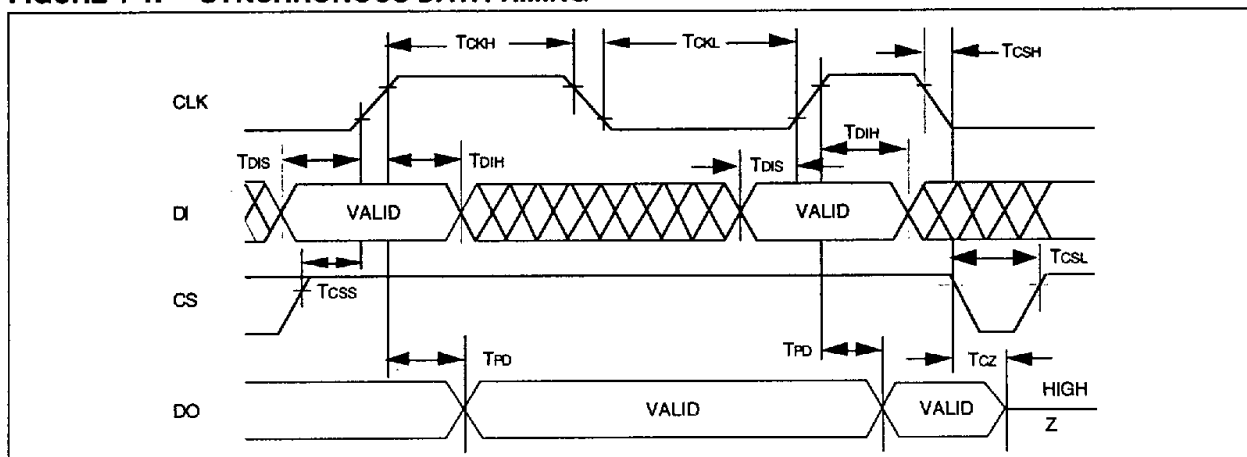 TCKH
TCKL
TCSH
CLK
TDIS
TDIH
TDIS
TDIH
DI
VALID
VALID
TCSS
TCSL
CS
TPD
TPD
TCZ
DO
VALID
VALID
HIGH
Z